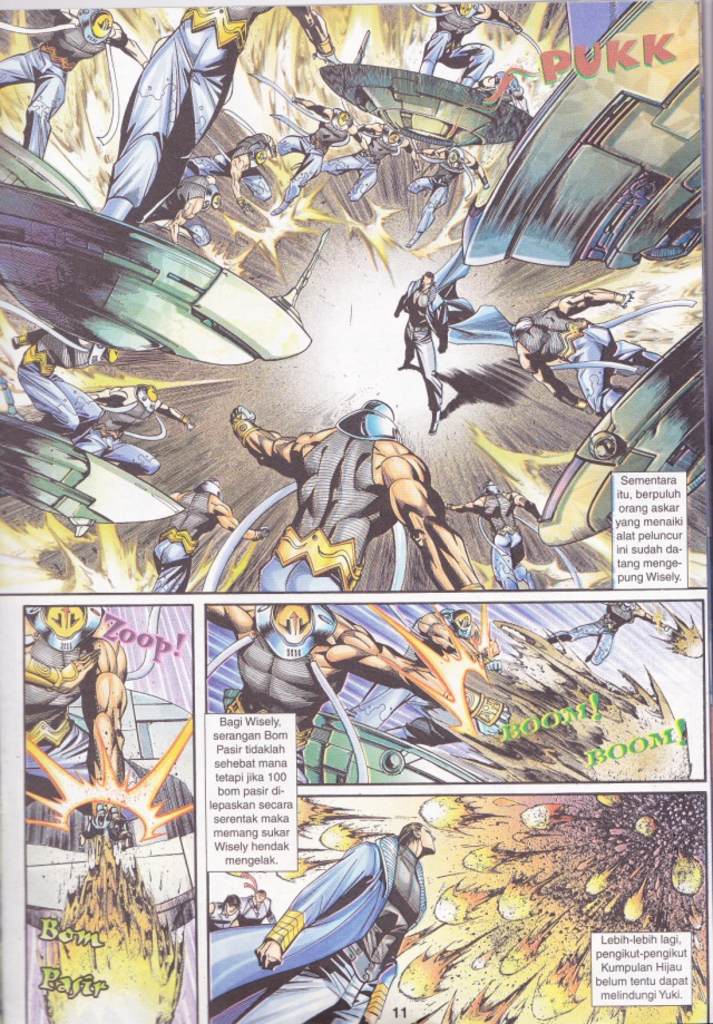 PUKK
Sementara
itu, berpuluh
askar-askar
yang menaiki
alat peluncur
ini sudah da-
tang menge-
pung Wisely.
Zoop!
BOOM!
BOOM!
Bagi Wisely,
serangan Bom
Pasir tidaklah
sehebat mana
tetapi jika 100
bom pasir di-
lepaskan secara
serentak maka
memang sukar
Wisely hendak
mengelak.
Bom
Pasir
Lebih-lebih lagi,
pengikut-pengikut
Kumpulan Hijau
belum tentu dapat
melindungi Yuki.
11